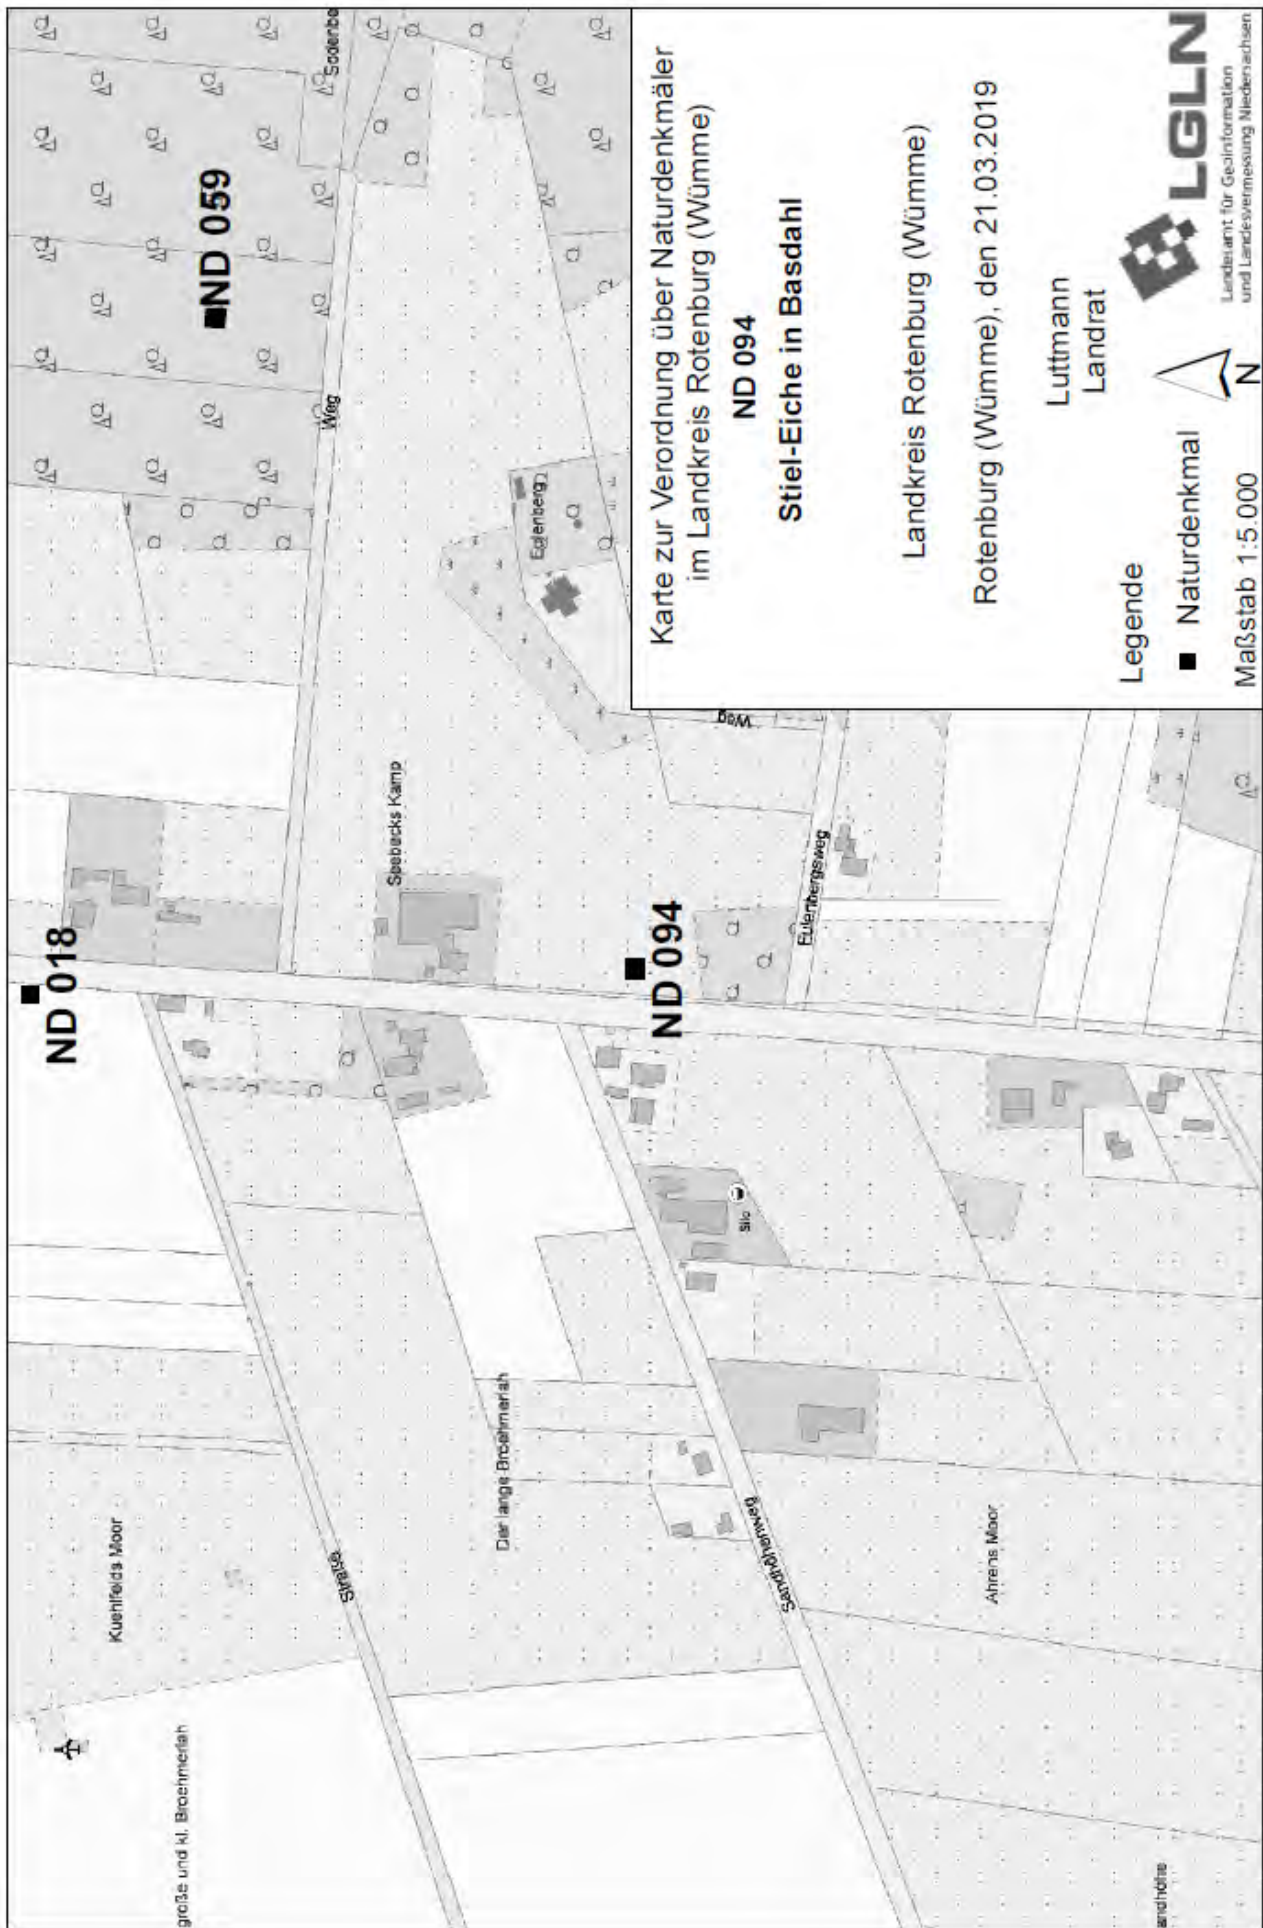 Karte zur Verordnung über Naturdenkmäler
im Landkreis Rotenburg (Wümme)
ND 094
Stiel-Eiche in Basdahl
Landkreis Rotenburg (Wümme)
Rotenburg (Wümme), den 21.03.2019
Luttmann
Landrat
Legende
Naturdenkmal
Maßstab 1:5.000
N
LGLN
Landesamt für Geoinformation
und Landesvermessung Niedersachsen
ND 018
ND 059
ND 094
Weg
Seebecks Kamp
Weg
Eulenbergsweg
Silo
Kuehlfelds Moor
Straße
Der lange Broehmerlah
Sandhöhenweg
Ahrens Moor
große und kl. Broehmerlah
andhöhe